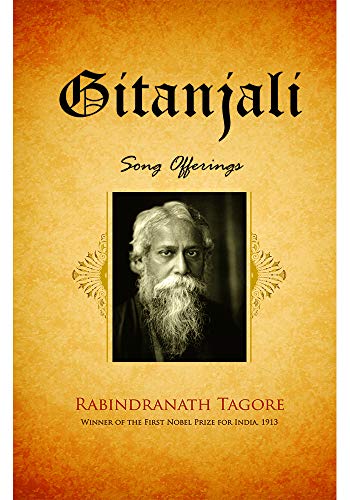 Gitanjali
Song Offerings
RABINDRANATH TAGORE
WINNER OF THE FIRST NOBEL PRIZE FOR INDIA, 1913